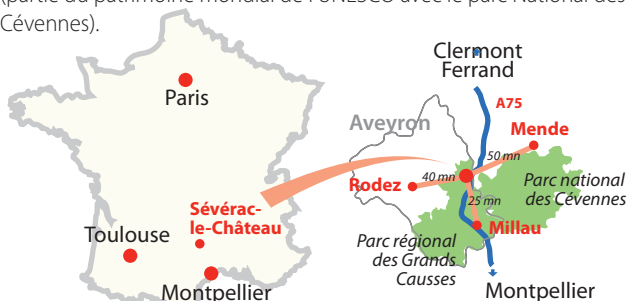 (partie du patrimoine mondial de l'UNESCO avec le parc National des
Cévennes).
Paris
Sévérac-
le-Château
Toulouse
Montpellier
Clermont
Ferrand
A75
Aveyron
Mende
50 mn
40 mn
Rodez
Parc national
des Cévennes
25 mn
Millau
Parc régional
des Grands
Causses
Montpellier